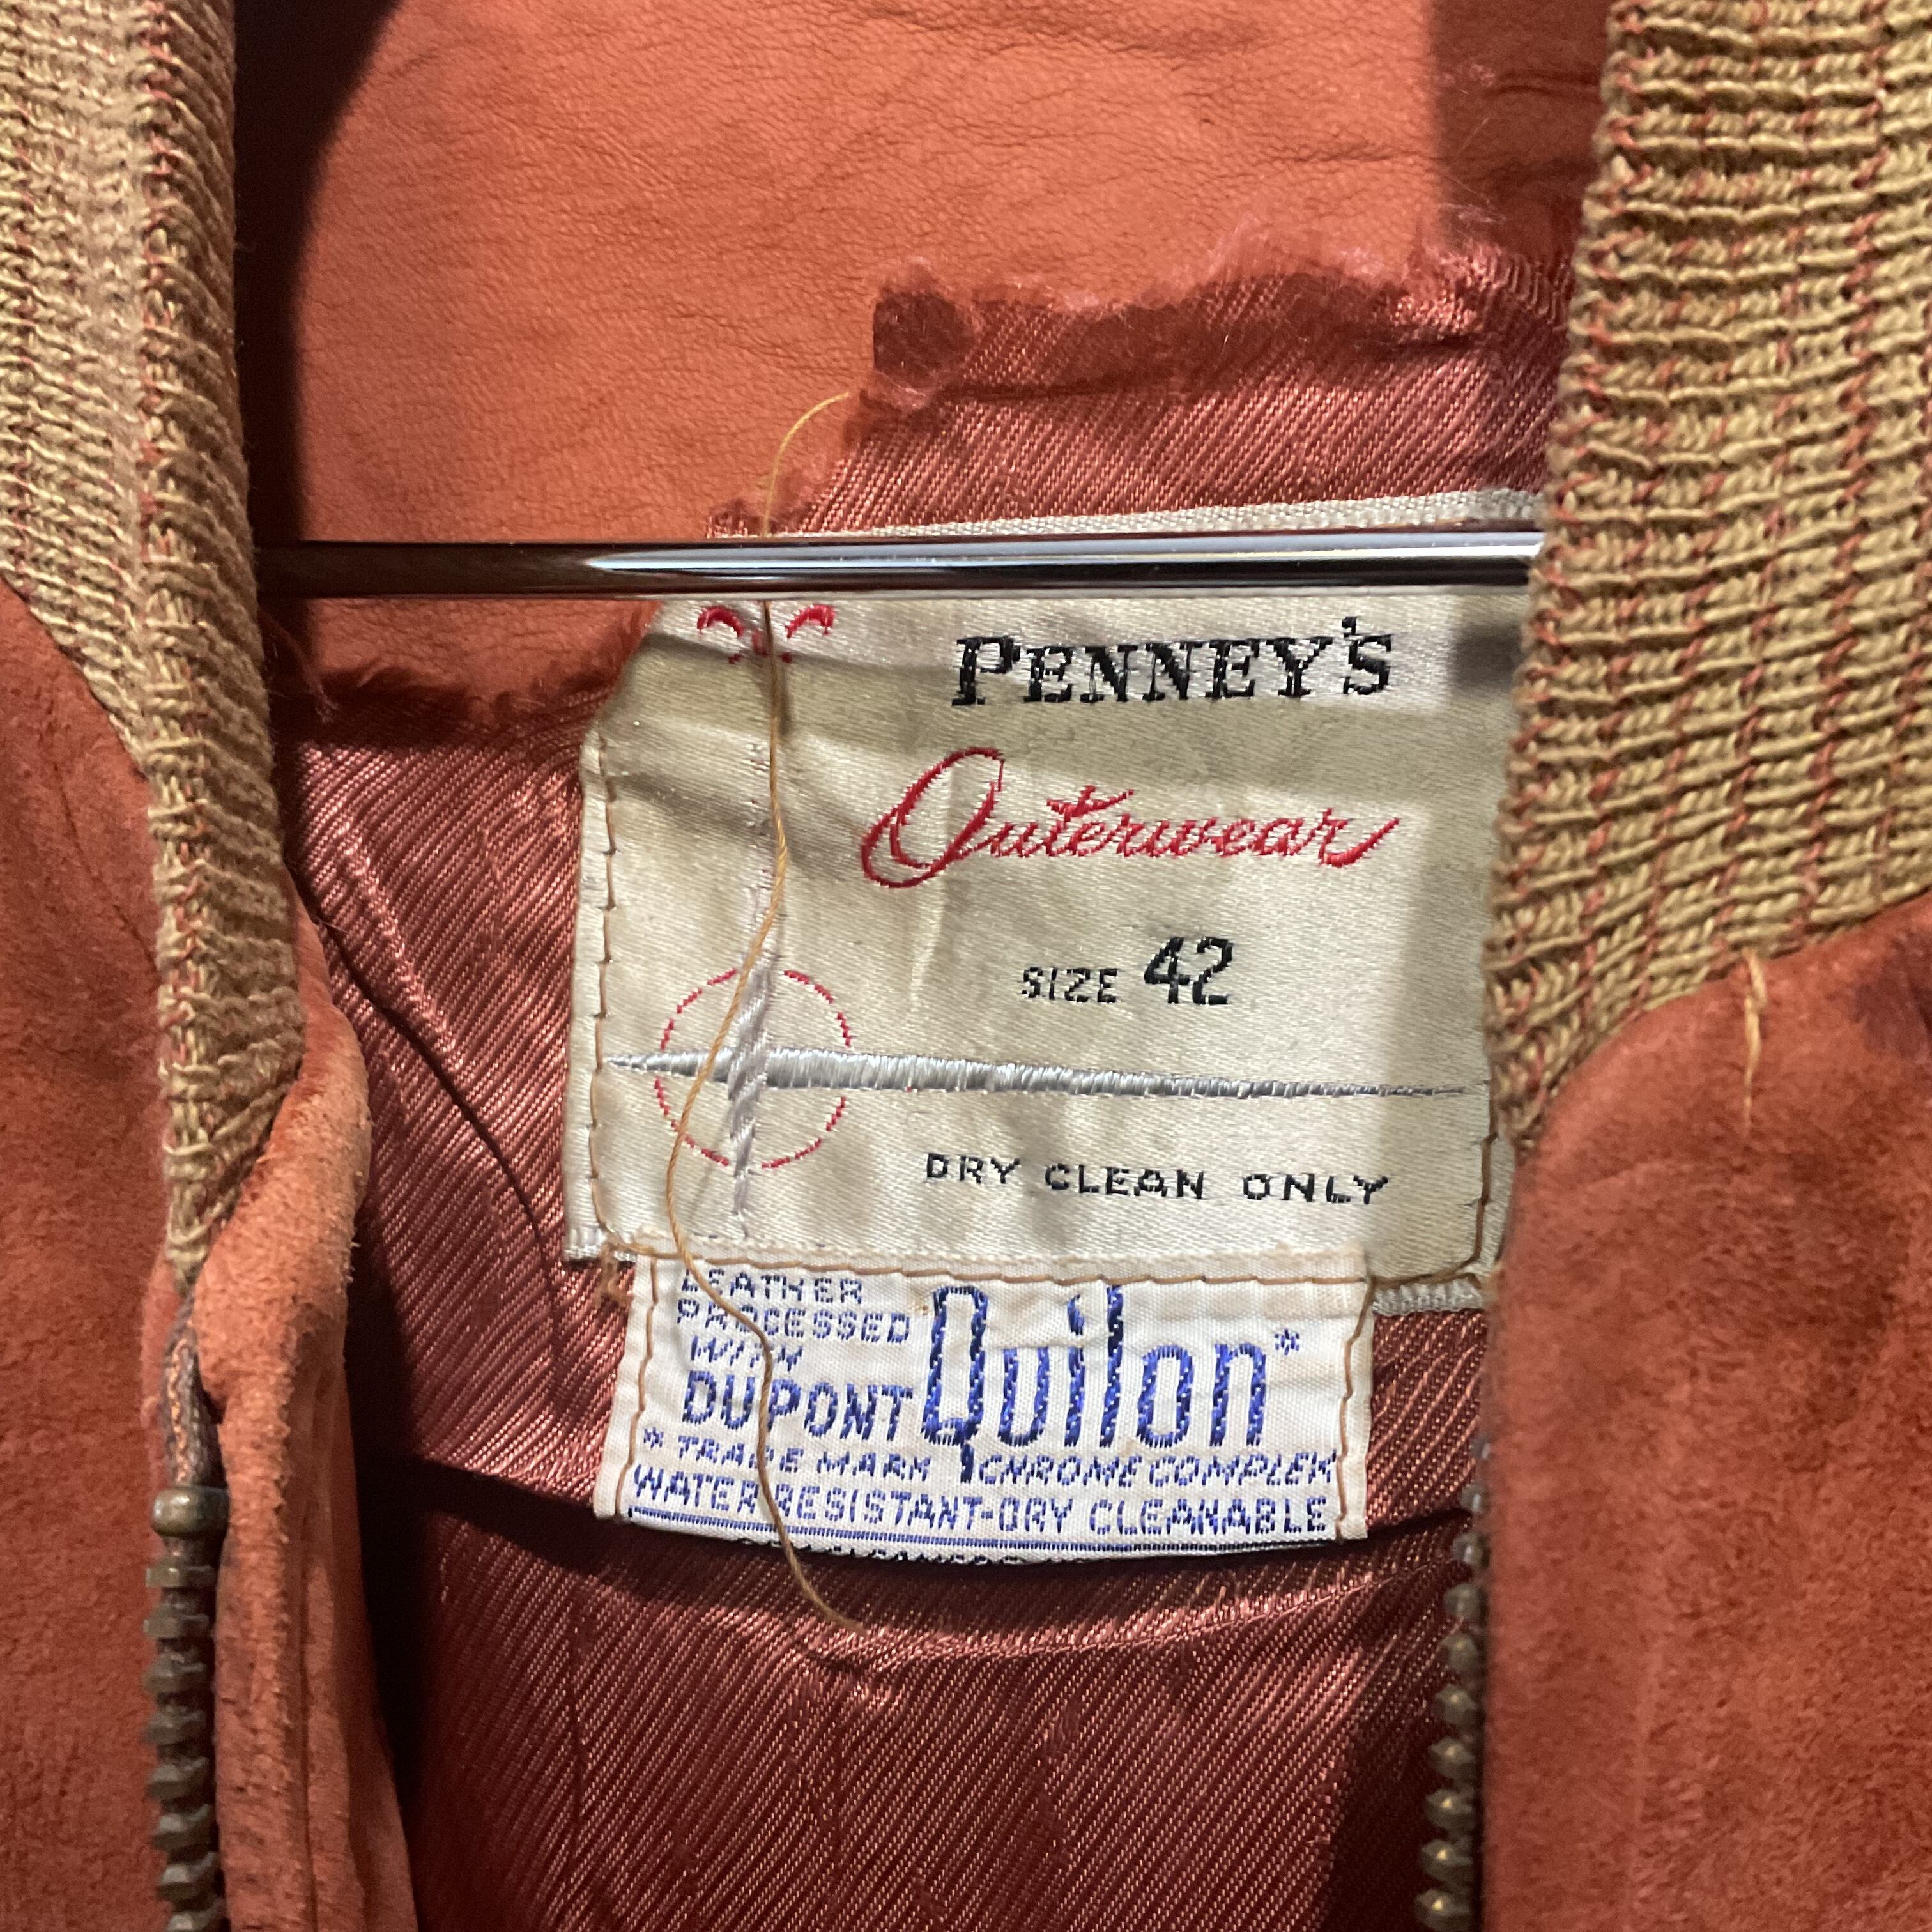 PENNEY'S
Outerwear
SIZE 42
DRY CLEAN ONLY
LEATHER
PROCESSED
WITH
DUPONT Quilon*
* TRADE MARK CHROME COMPLEX
WATER RESISTANT-DRY CLEANABLE